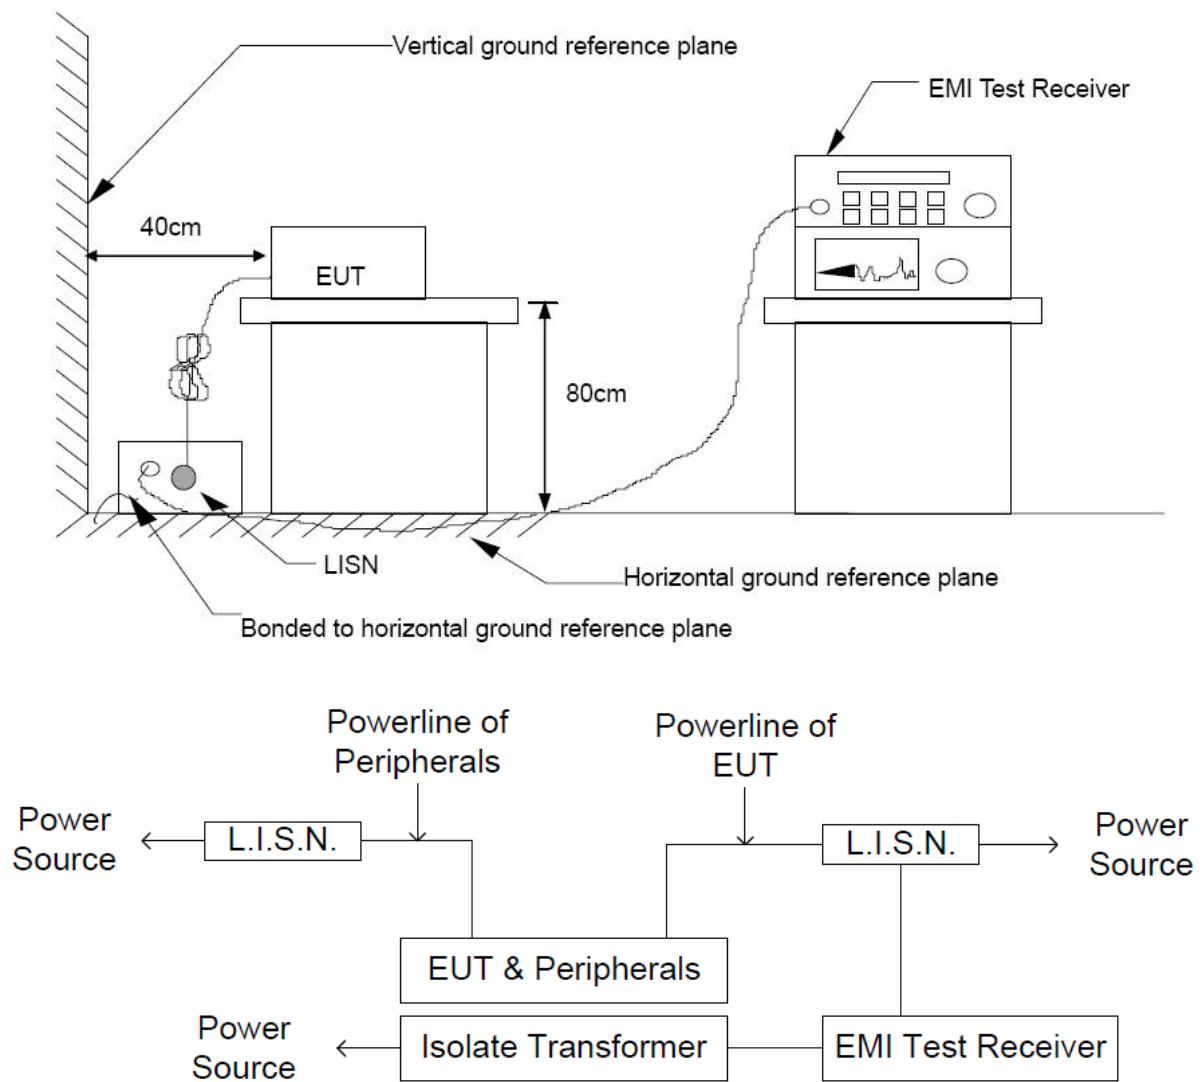 Vertical ground reference plane
EMI Test Receiver
40cm
EUT
80cm
LISN
Horizontal ground reference plane
Bonded to horizontal ground reference plane
Powerline of
Peripherals
Powerline of
EUT
Power
Source
L.I.S.N.
L.I.S.N.
Power
Source
EUT & Peripherals
Power
Source
Isolate Transformer
EMI Test Receiver